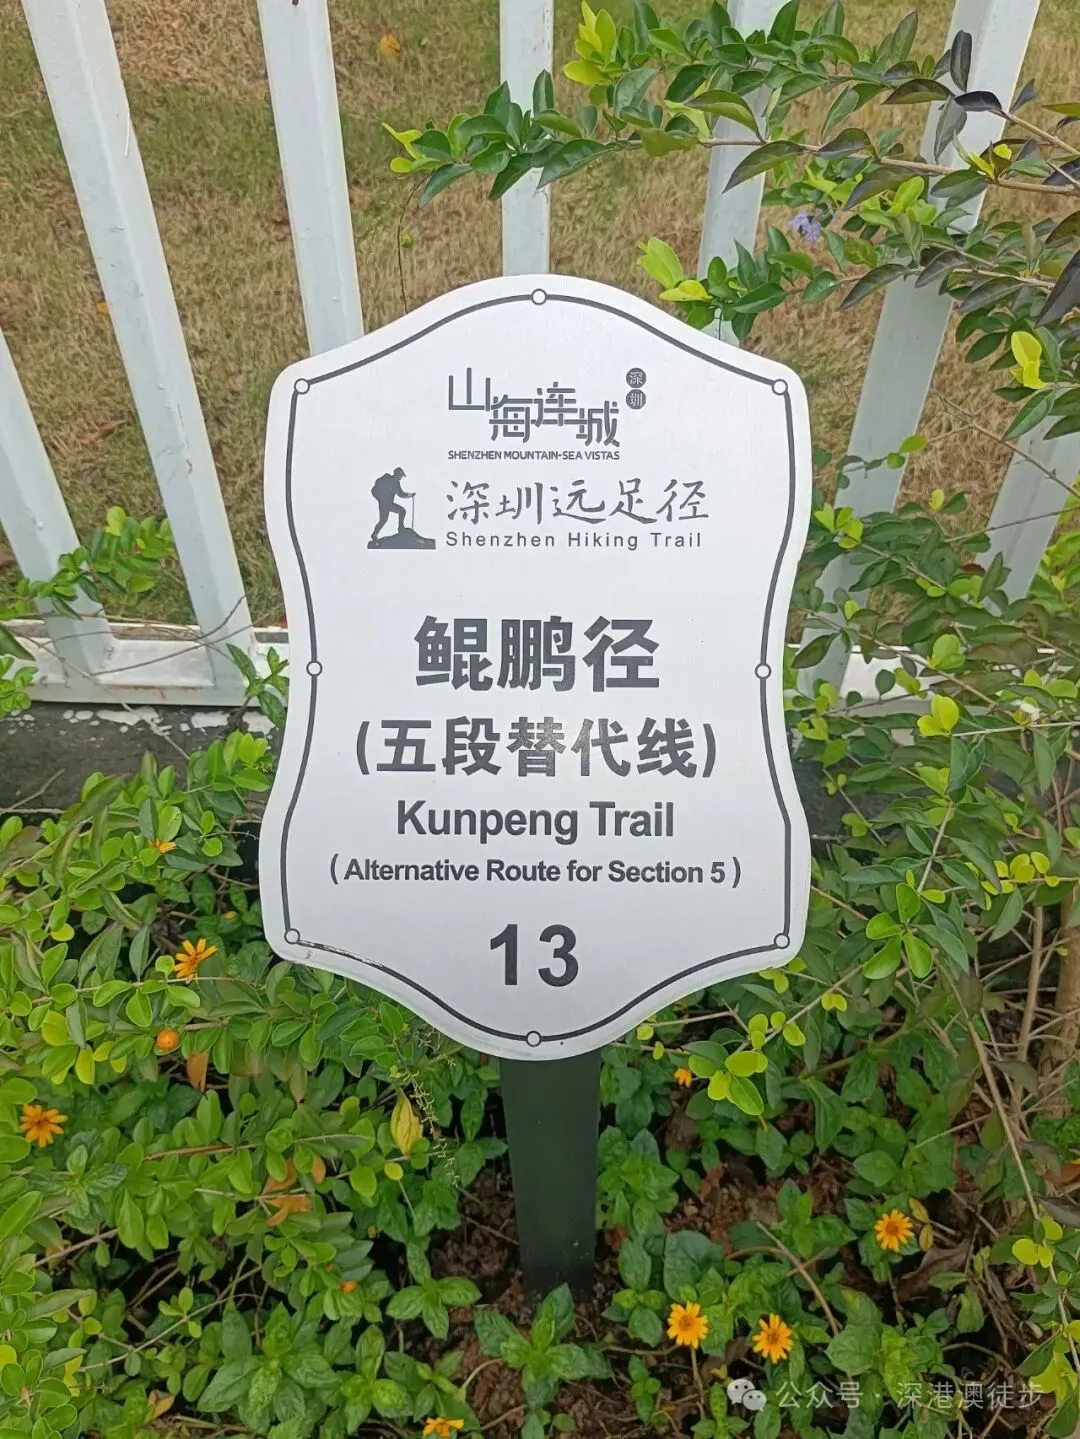 山海连城 深圳
SHENZHEN MOUNTAIN-SEA VISTAS
深圳远足径
Shenzhen Hiking Trail
鲲鹏径
(五段替代线)
Kunpeng Trail
(Alternative Route for Section 5)
13
公众号 · 深港澳徒步